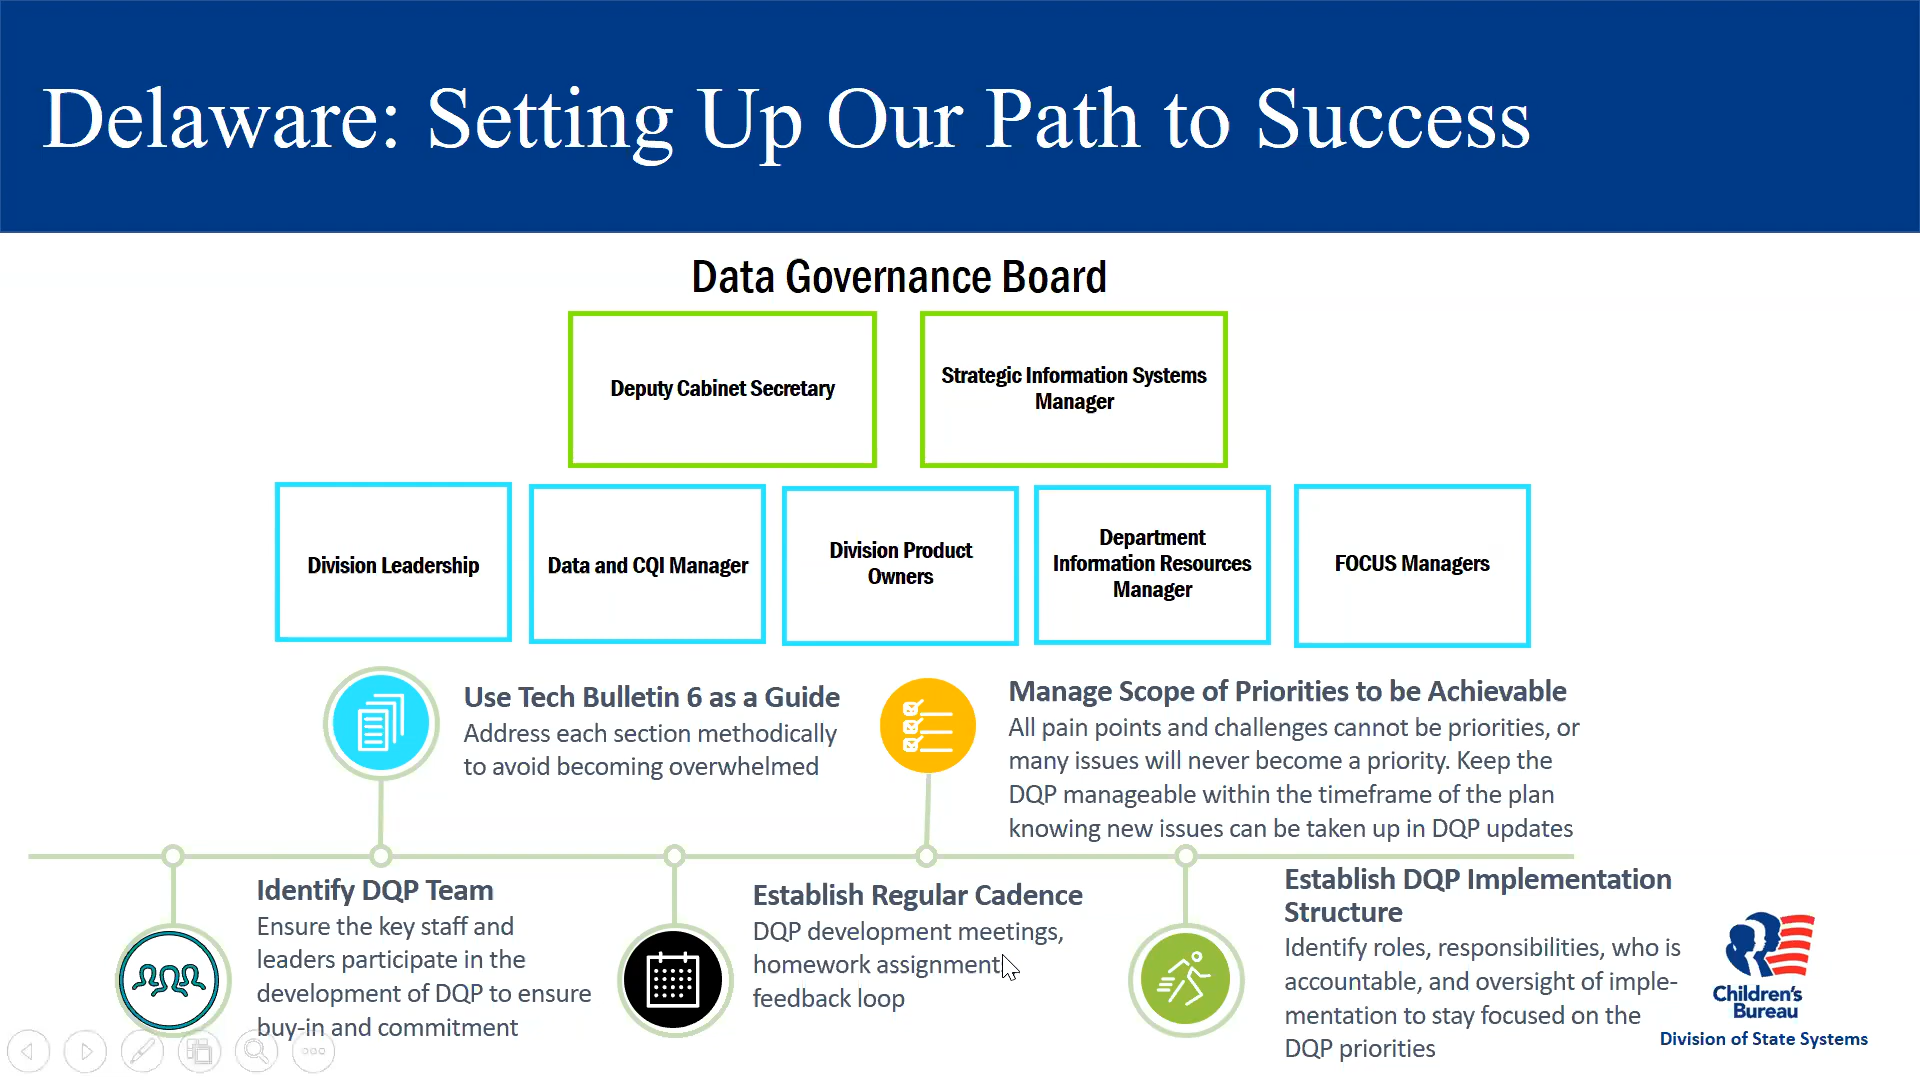 Delaware: Setting Up Our Path to Success
Data Governance Board
Deputy Cabinet Secretary
Strategic Information Systems
Manager
Division Leadership
Data and CQI Manager
Division Product
Owners
Department
Information Resources
Manager
FOCUS Managers
Use Tech Bulletin 6 as a Guide
Address each section methodically
to avoid becoming overwhelmed
Manage Scope of Priorities to be Achievable
All pain points and challenges cannot be priorities, or
many issues will never become a priority. Keep the
DQP manageable within the timeframe of the plan
knowing new issues can be taken up in DQP updates
Identify DQP Team
Ensure the key staff and
leaders participate in the
development of DQP to ensure
buy-in and commitment
Establish Regular Cadence
DQP development meetings,
homework assignment
feedback loop
Establish DQP Implementation
Structure
Identify roles, responsibilities, who is
accountable, and oversight of imple-
mentation to stay focused on the
DQP priorities
Children's
Bureau
Division of State Systems